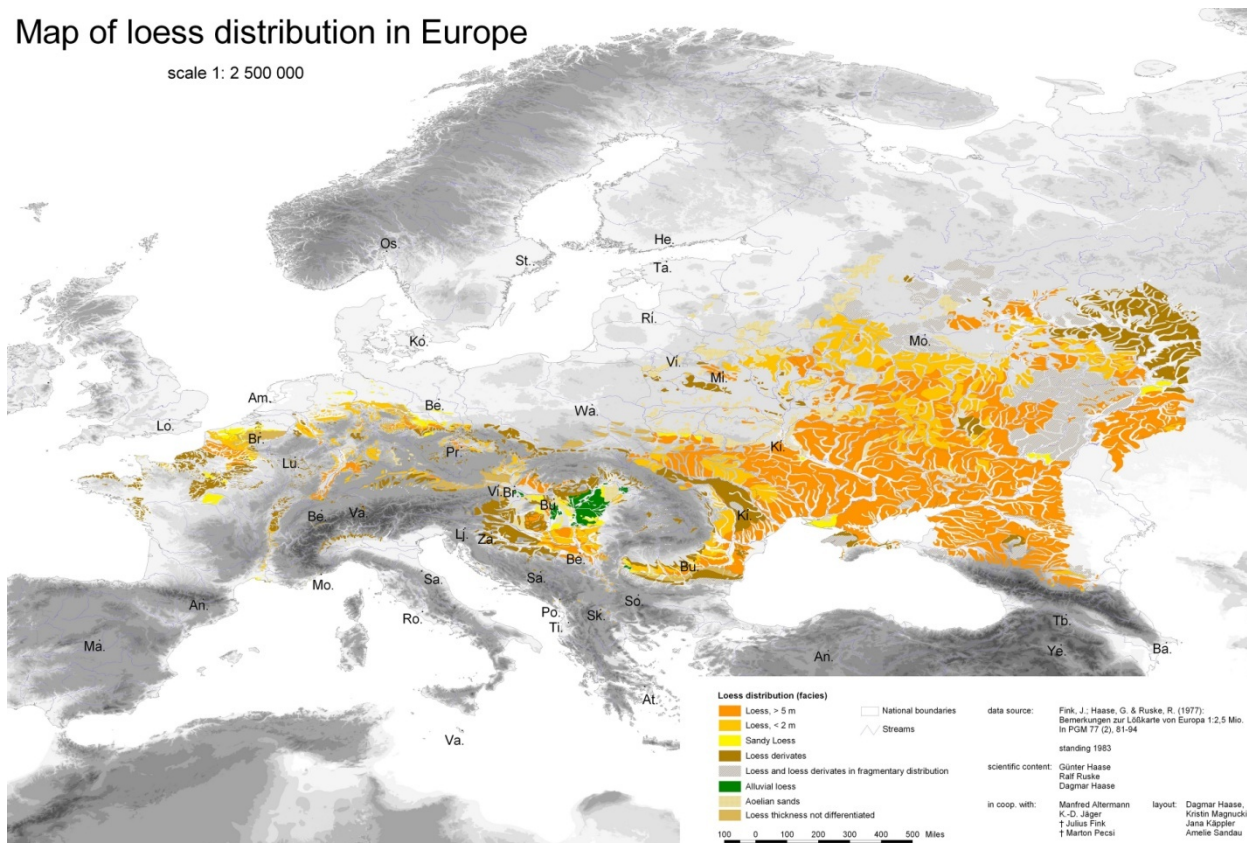 Map of loess distribution in Europe
scale 1: 2 500 000
Os.
He.
St.
Ta.
Rī.
Kó.
Vi.
Mó.
Mi.
Am.
Be.
Wa.
Lo.
Br.
Ki.
Pr.
Lu.
Vi.
Br.
Bu.
Ki.
Be.
Va.
Lj.
Za.
Bé.
Bu.
Mo.
Sa.
Sa.
An.
Só.
Po.
Ro.
Ti.
Sk.
Tb.
Ma.
Ye.
Bá.
An.
At.
Va.
Loess distribution (facies)
Loess, > 5 m
Loess, < 2 m
Sandy Loess
Loess derivates
Loess and loess derivates in fragmentary distribution
Alluvial loess
Aoelian sands
Loess thickness not differentiated
National boundaries
Streams
100 0 100 200 300 400 500 Miles
data source: Fink, J.; Haase, G. & Ruske, R. (1977):
Bemerkungen zur Lößkarte von Europa 1:2,5 Mio.
In PGM 77 (2), 81-94
standing 1983
scientific content: Günter Haase
Ralf Ruske
Dagmar Haase
in coop. with: Manfred Altermann
K.-D. Jäger
† Julius Fink
† Marton Pecsi
layout: Dagmar Haase,
Kristin Magnucki
Jana Käppler
Amelie Sandau